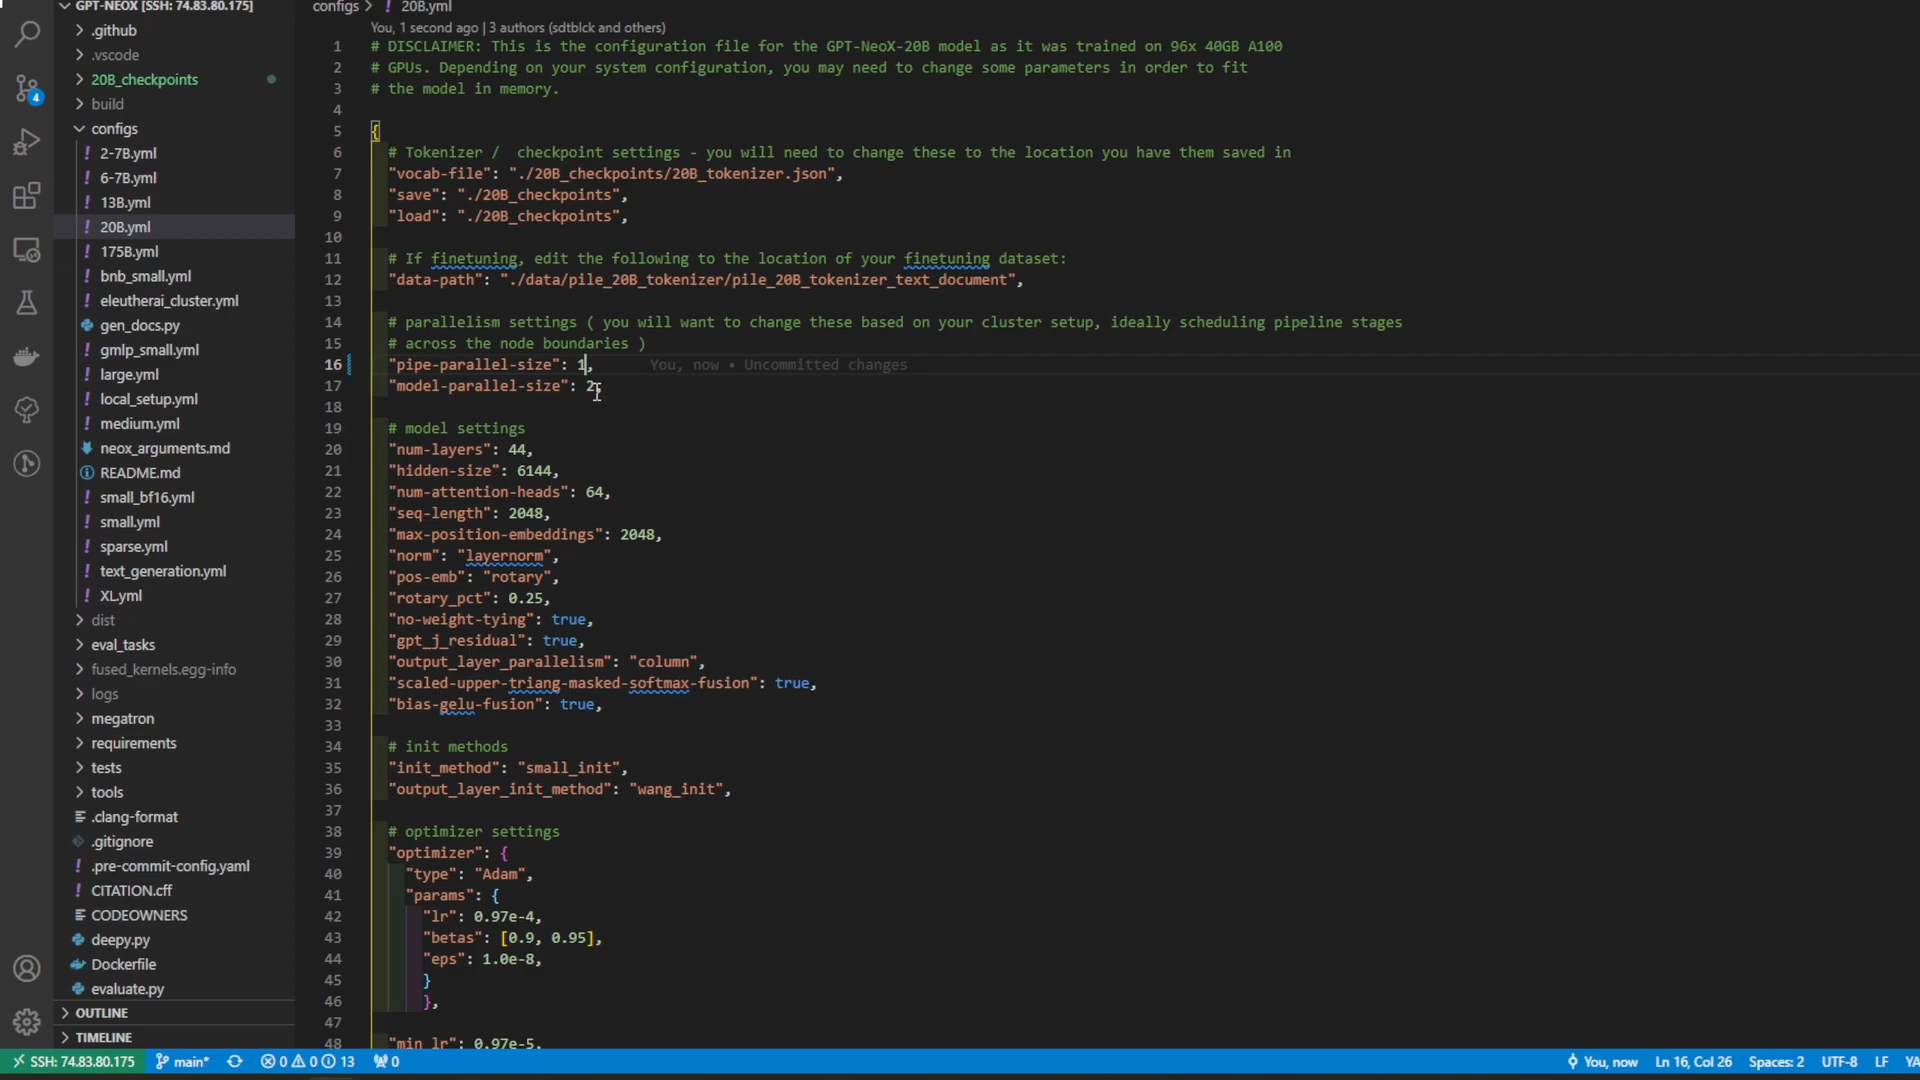 GPT-NEOX [SSH: 74.83.80.175]
.github
.vscode
20B_checkpoints
build
configs
2-7B.yml
6-7B.yml
13B.yml
20B.yml
175B.yml
bnb_small.yml
eleutherai_cluster.yml
gen_docs.py
gmlp_small.yml
large.yml
local_setup.yml
medium.yml
neox_arguments.md
README.md
small_bf16.yml
small.yml
sparse.yml
text_generation.yml
XL.yml
dist
eval_tasks
fused_kernels.egg-info
logs
megatron
requirements
tests
tools
.clang-format
.gitignore
.pre-commit-config.yaml
CITATION.cff
CODEOWNERS
deepy.py
Dockerfile
evaluate.py
OUTLINE
TIMELINE
4
configs > ! 20B.yml
You, 1 second ago | 3 authors (sdtblck and others)
1 # DISCLAIMER: This is the configuration file for the GPT-NeoX-20B model as it was trained on 96x 40GB A100
2 # GPUs. Depending on your system configuration, you may need to change some parameters in order to fit
3 # the model in memory.
4
5 {
6 # Tokenizer /  checkpoint settings - you will need to change these to the location you have them saved in
7 "vocab-file": "./20B_checkpoints/20B_tokenizer.json",
8 "save": "./20B_checkpoints",
9 "load": "./20B_checkpoints",
10
11 # If finetuning, edit the following to the location of your finetuning dataset:
12 "data-path": "./data/pile_20B_tokenizer/pile_20B_tokenizer_text_document",
13
14 # parallelism settings ( you will want to change these based on your cluster setup, ideally scheduling pipeline stages
15 # across the node boundaries )
16 "pipe-parallel-size": 1, You, now • Uncommitted changes
17 "model-parallel-size": 2,
18
19 # model settings
20 "num-layers": 44,
21 "hidden-size": 6144,
22 "num-attention-heads": 64,
23 "seq-length": 2048,
24 "max-position-embeddings": 2048,
25 "norm": "layernorm",
26 "pos-emb": "rotary",
27 "rotary_pct": 0.25,
28 "no-weight-tying": true,
29 "gpt_j_residual": true,
30 "output_layer_parallelism": "column",
31 "scaled-upper-triang-masked-softmax-fusion": true,
32 "bias-gelu-fusion": true,
33
34 # init methods
35 "init_method": "small_init",
36 "output_layer_init_method": "wang_init",
37
38 # optimizer settings
39 "optimizer": {
40 "type": "Adam",
41 "params": {
42 "lr": 0.97e-4,
43 "betas": [0.9, 0.95],
44 "eps": 1.0e-8,
45 }
46 },
47
48 "min_lr": 0.97e-5,
SSH: 74.83.80.175 main* 0 0 13 0 You, now Ln 16, Col 26 Spaces: 2 UTF-8 LF YA